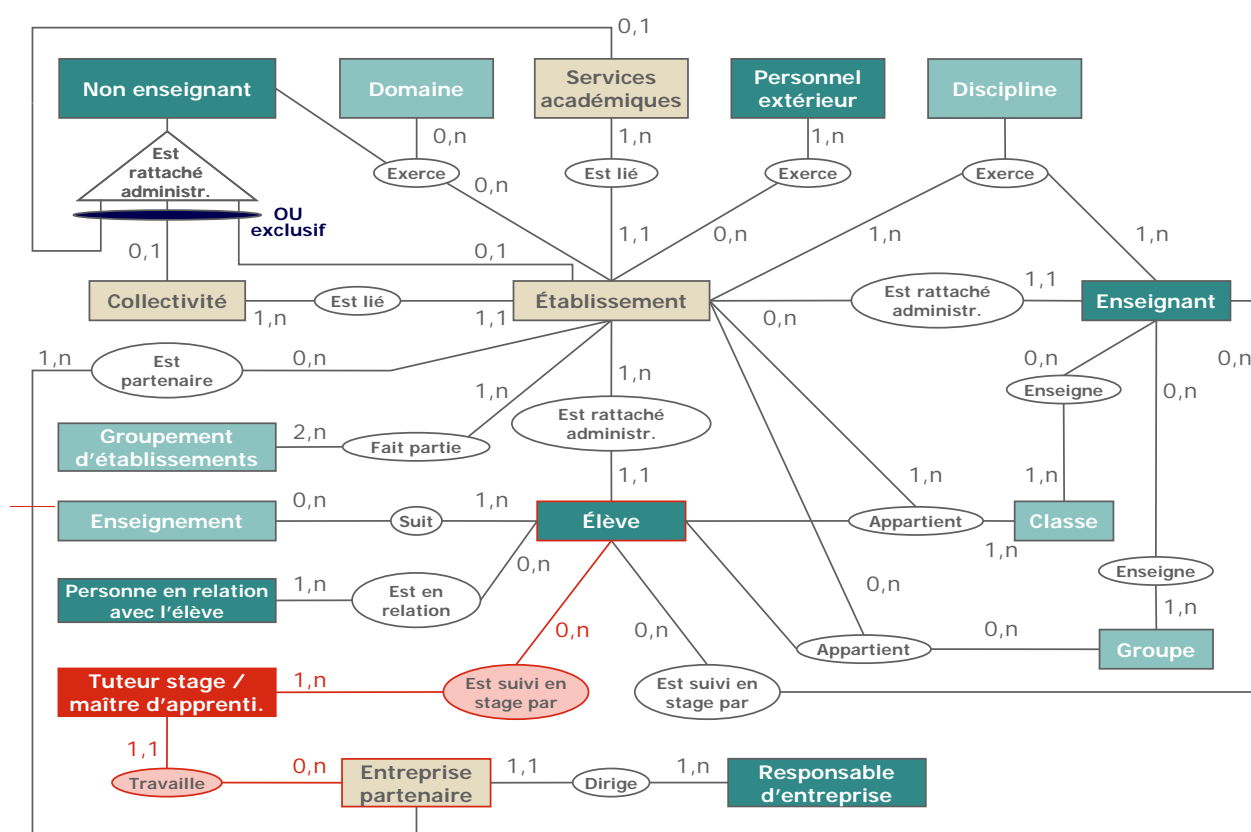 0,1
Non enseignant
Domaine
Services
académiques
Personnel
extérieur
Discipline
0,n
1,n
1,n
Est
rattaché
administr.
Exerce
Est lié
Exerce
Exerce
0,n
OU
exclusif
0,1
0,1
1,1
0,n
1,n
1,n
Collectivité
Est lié
Établissement
Est rattaché
administr.
1,1
Enseignant
1,n
1,1
0,n
1,n
Est
partenaire
0,n
0,n
0,n
1,n
1,n
Enseigne
0,n
Groupement
d'établissements
2,n
Fait partie
Est rattaché
administr.
1,1
1,n
1,n
Enseignement
0,n
Suit
1,n
Élève
Appartient
Classe
1,n
0,n
Personne en relation
avec l'élève
1,n
Est en
relation
0,n
Enseigne
1,n
0,n
0,n
Appartient
0,n
Groupe
Tuteur stage /
maître d'apprenti.
1,n
Est suivi en
stage par
Est suivi en
stage par
1,1
Travaille
0,n
Entreprise
partenaire
1,1
Dirige
1,n
Responsable
d'entreprise